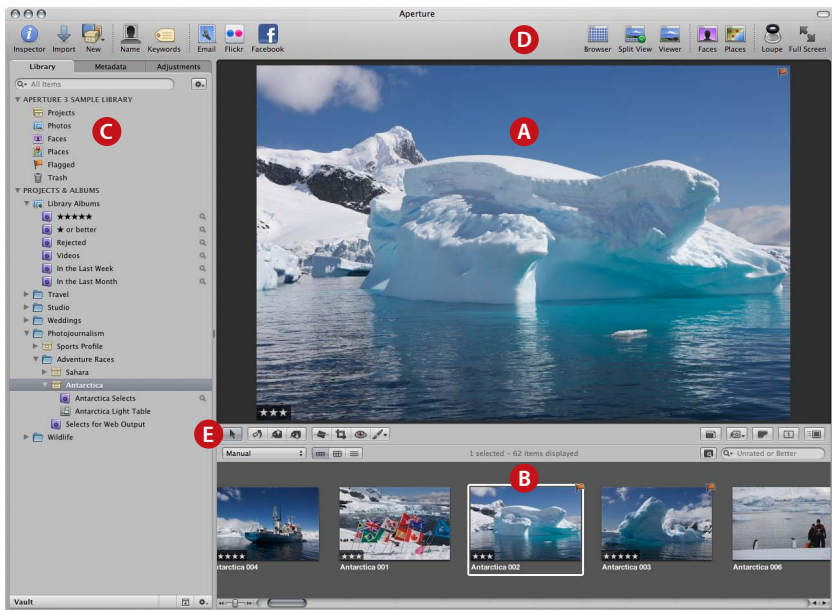 Aperture
Inspector Import New Name Keywords Email Flickr Facebook
D
Browser Split View Viewer Faces Places Loupe Full Screen
Library Metadata Adjustments
All Items
APERTURE 3 SAMPLE LIBRARY
Projects
Photos
C
Faces
Places
Flagged
Trash
PROJECTS & ALBUMS
Library Albums
★★★★★
★ or better
Rejected
Videos
In the Last Week
In the Last Month
Travel
Studio
Weddings
Photojournalism
Sports Profile
Adventure Races
Sahara
Antarctica
Antarctica Selects
Antarctica Light Table
Selects for Web Output
Wildlife
A
★★★
E
1
Manual
1 selected – 62 items displayed
Unrated or Better
B
★★★★
★★★★
★★★
★★★★★
ntarctica 004
Antarctica 001
Antarctica 002
Antarctica 003
Antarctica 006
Vault